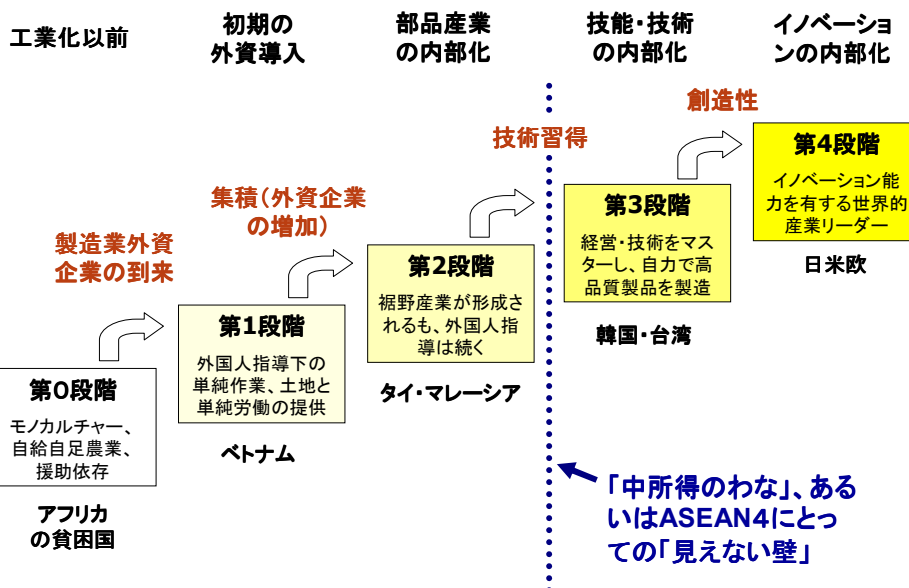 工業化以前
初期の
外資導入
部品産業
の内部化
技能・技術
の内部化
イノベーショ
ンの内部化
製造業外資
企業の到来
集積（外資企業
の増加）
技術習得
創造性
第0段階
モノカルチャー、
自給自足農業、
援助依存
アフリカ
の貧困国
第1段階
外国人指導下の
単純作業、土地と
単純労働の提供
ベトナム
第2段階
裾野産業が形成さ
れるも、外国人指
導は続く
タイ・マレーシア
第3段階
経営・技術をマス
ターし、自力で高
品質製品を製造
韓国・台湾
第4段階
イノベーション能
力を有する世界的
産業リーダー
日米欧
「中所得のわな」、ある
いはASEAN4にとっ
ての「見えない壁」